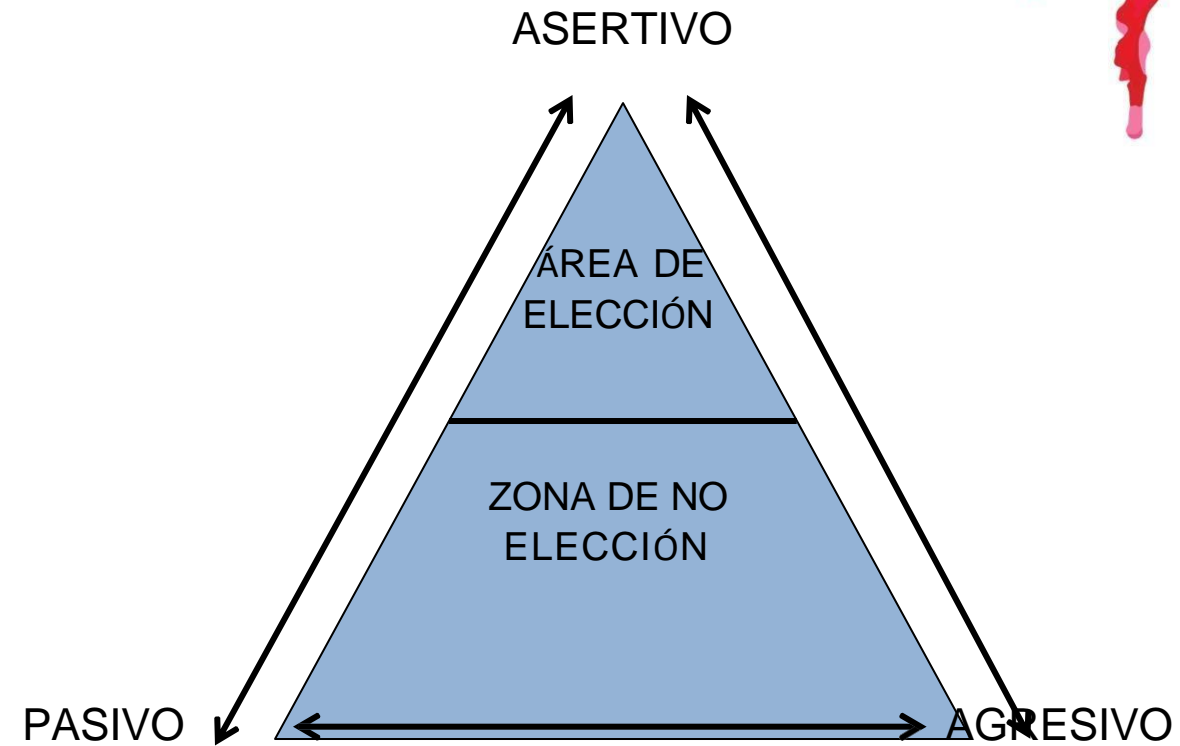 ASERTIVO
ÁREA DE
ELECCIÓN
ZONA DE NO
ELECCIÓN
PASIVO
AGRESIVO